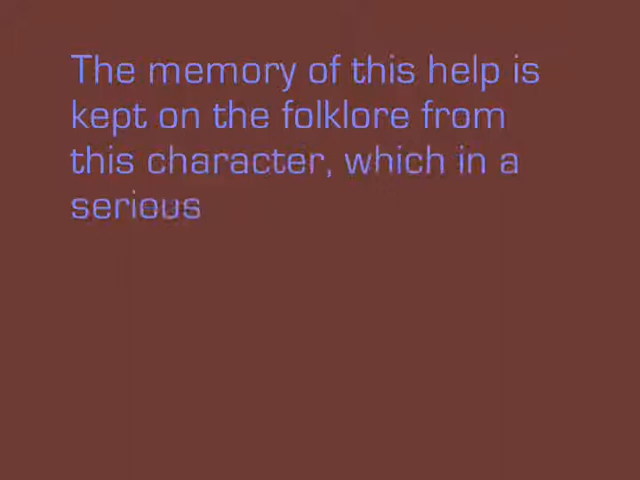 The memory of this help is
kept on the folklore from
this character, which in a
serious